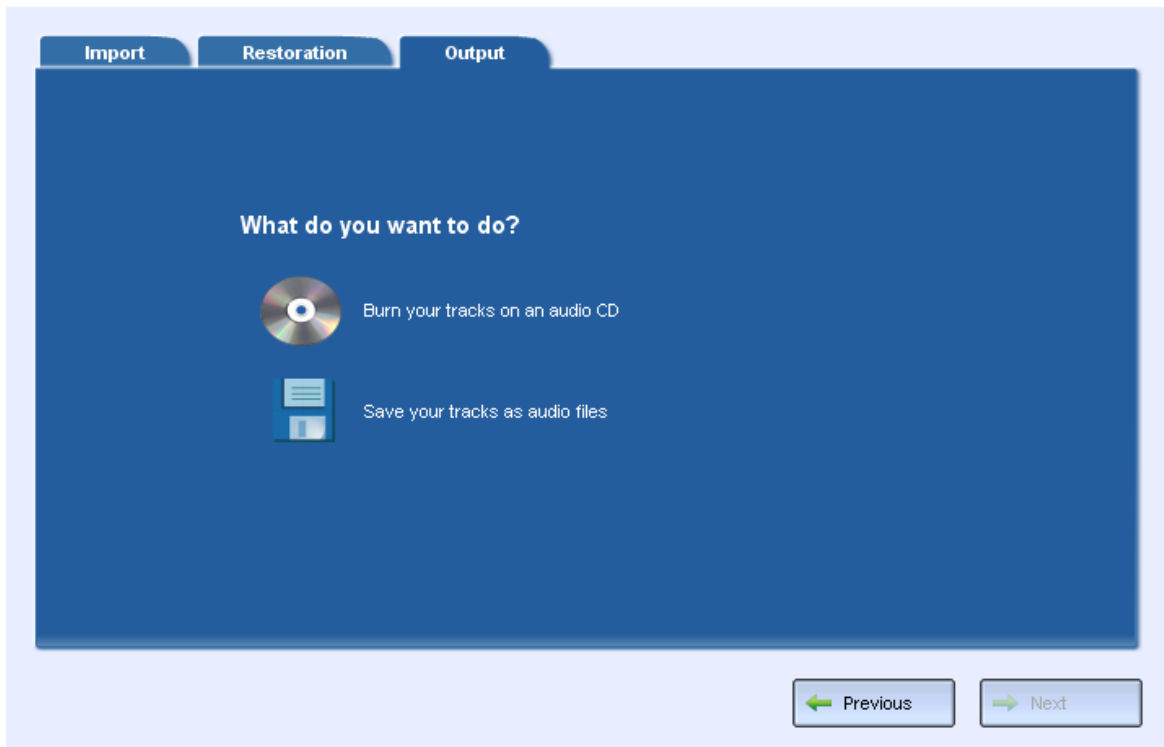 Import Restoration Output
What do you want to do?
Burn your tracks on an audio CD
Save your tracks as audio files
Previous Next